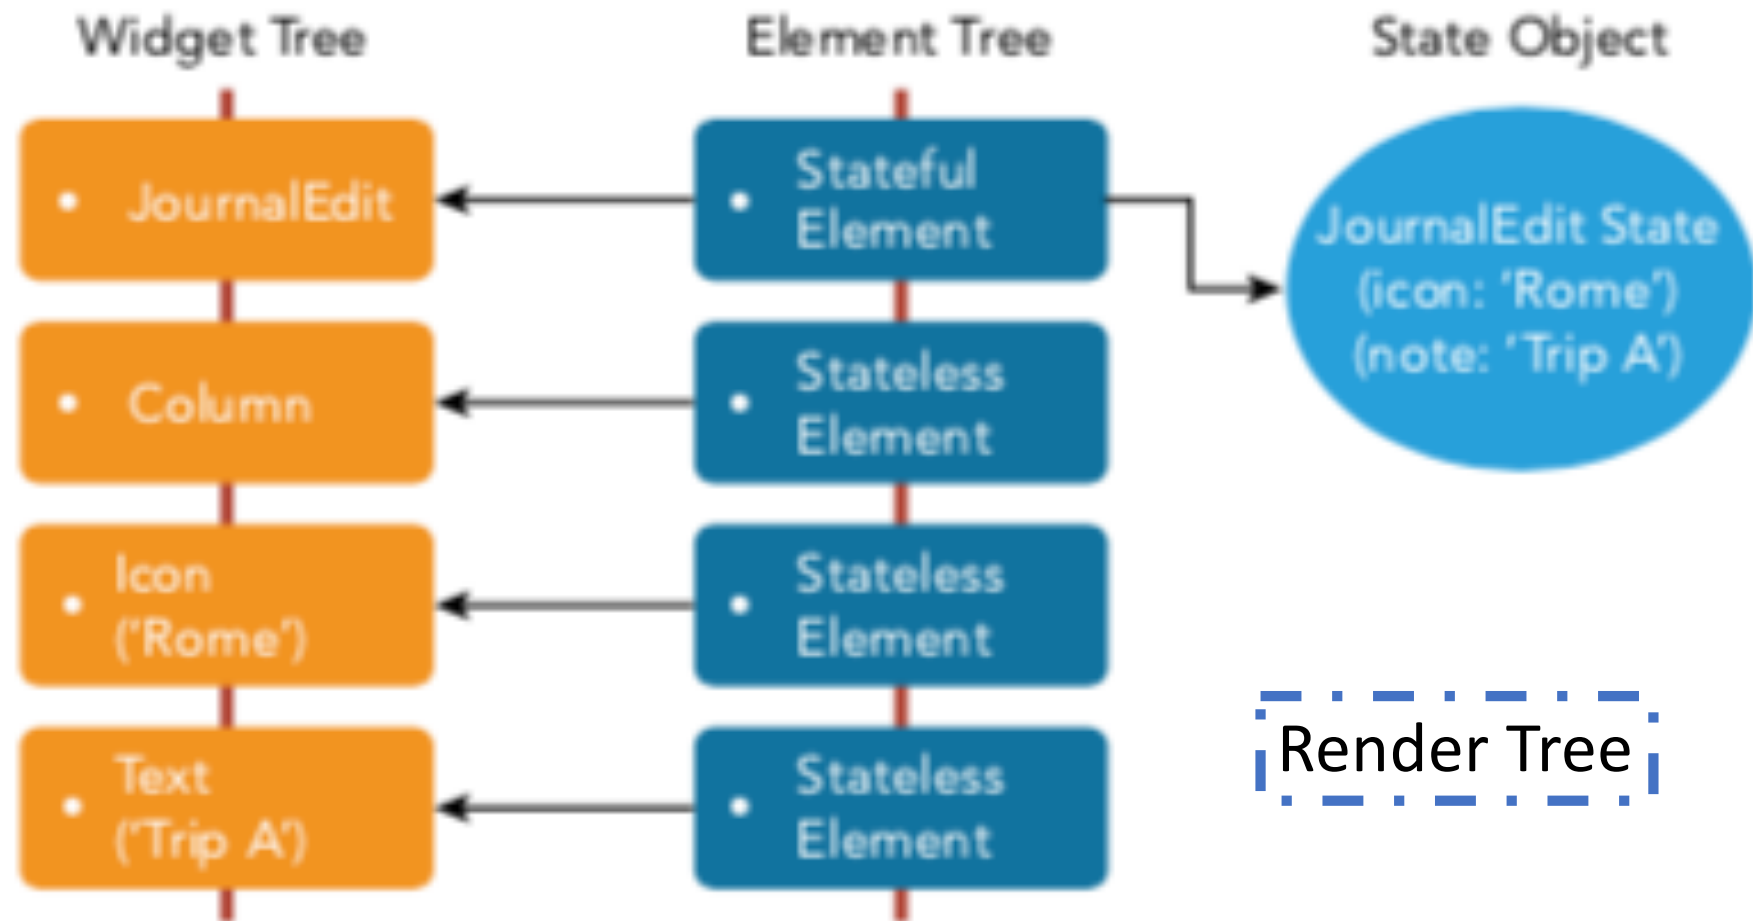 Widget Tree
Element Tree
State Object
JournalEdit
Stateful
Element
JournalEdit State
(icon: 'Rome')
(note: 'Trip A')
Column
Stateless
Element
Icon
('Rome')
Stateless
Element
Text
('Trip A')
Stateless
Element
Render Tree